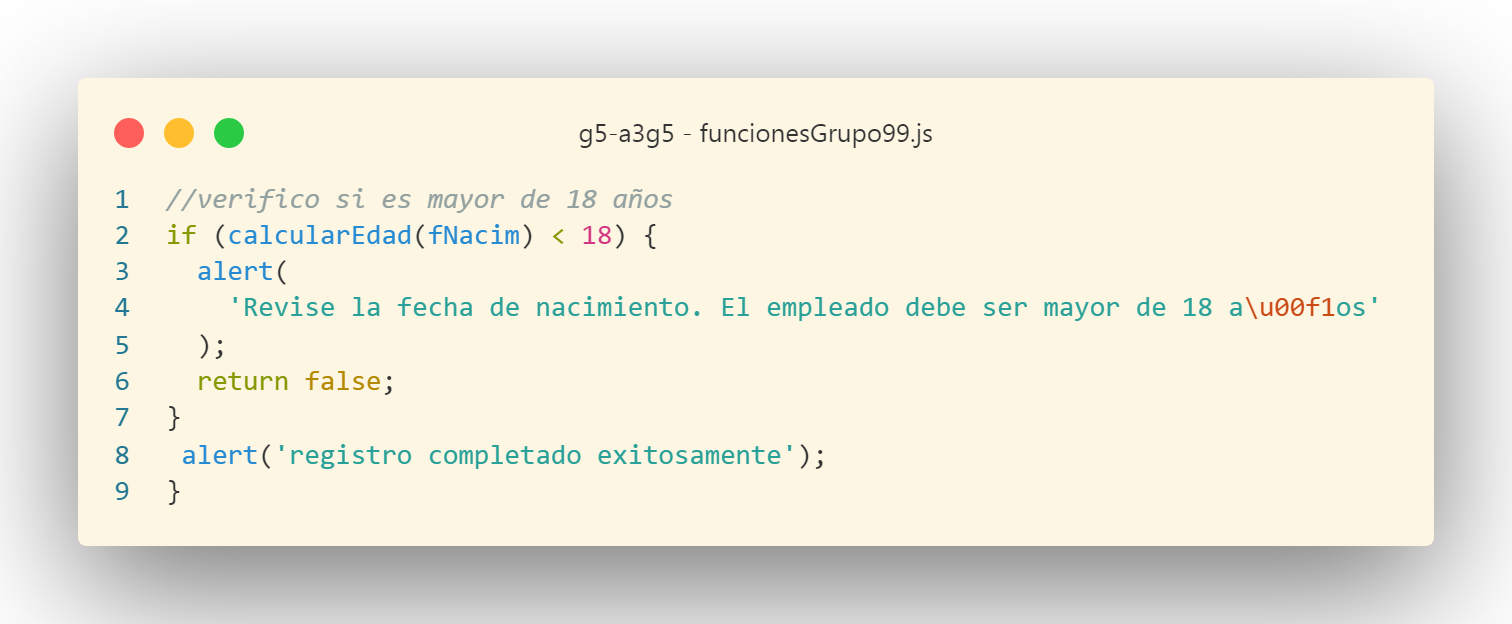 g5-a3g5 - funcionesGrupo99.js
1 //verifico si es mayor de 18 años
2 if (calcularEdad(fNacim) < 18) {
3   alert(
4     'Revise la fecha de nacimiento. El empleado debe ser mayor de 18 a\u00f1os'
5   );
6   return false;
7 }
8  alert('registro completado exitosamente');
9 }